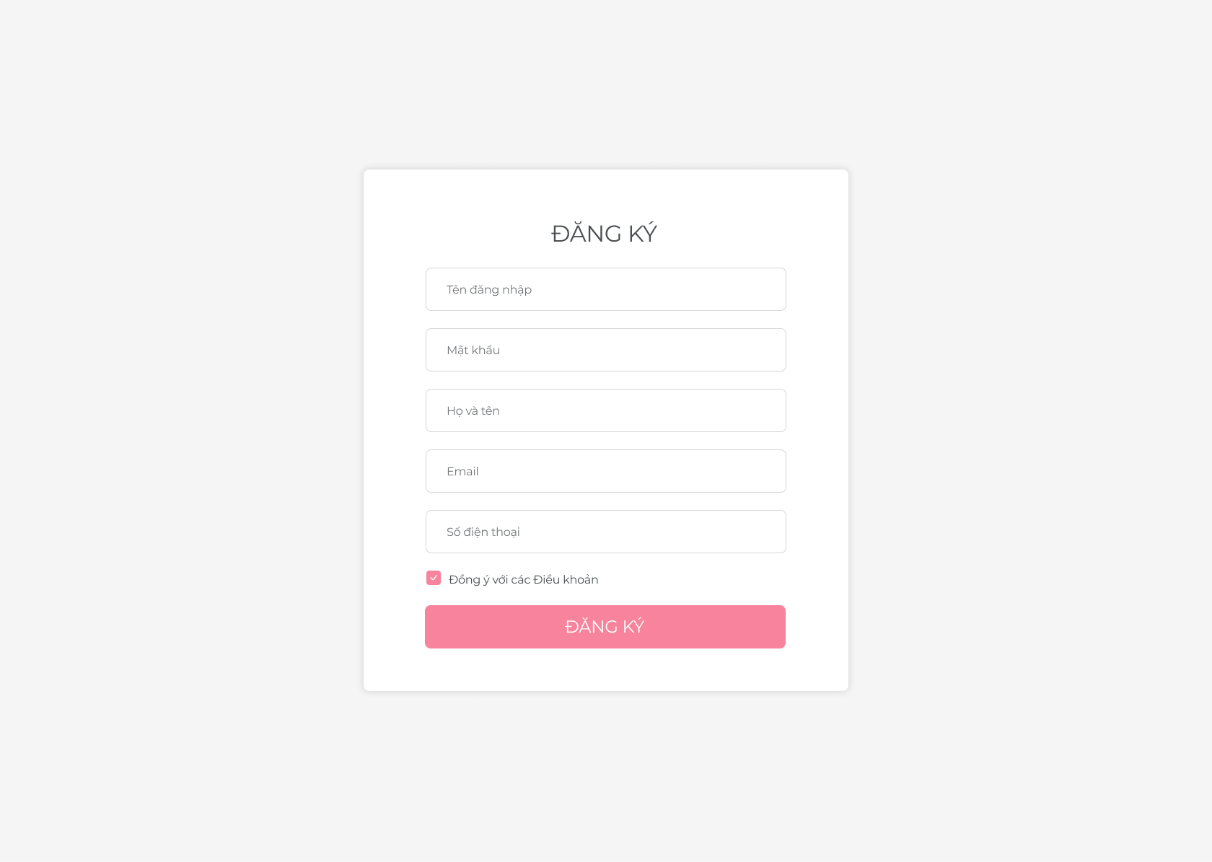 ĐĂNG KÝ
Tên đăng nhập
Mật khẩu
Họ và tên
Email
Số điện thoại
Đồng ý với các Điều khoản
ĐĂNG KÝ